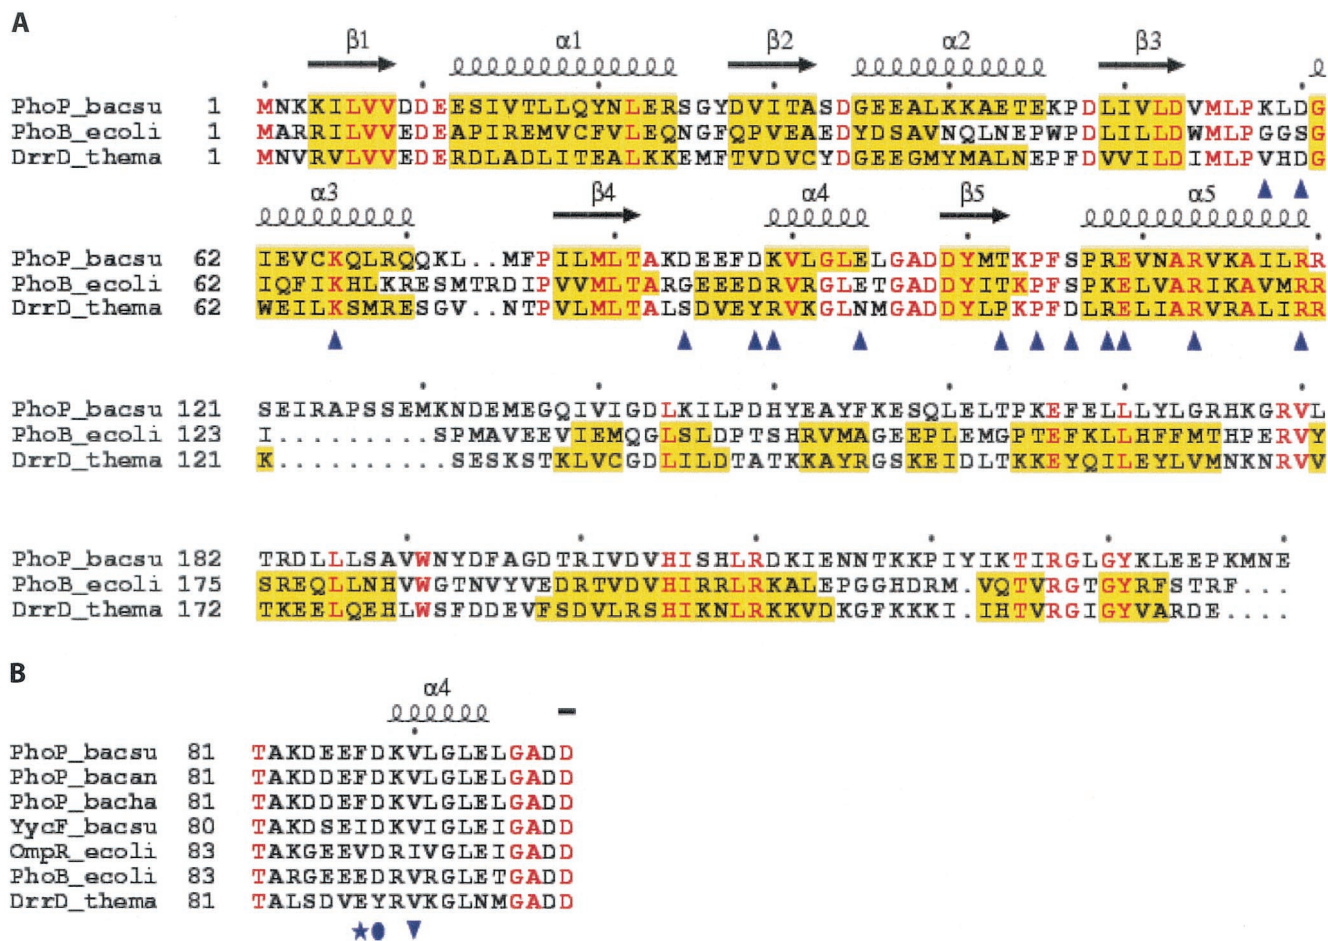 A
β1 α1 β2 α2 β3
PhoP_bacsu 1 MNKKILVVDDEESIVTLLQYNLERSGYDVITASDGEEALKKAETEKPDLIVLDVMLPKLDG
PhoB_ecoli 1 MARRILVVEDEAPIREMVCFVLEQNGFQPVEAEDYDSAVNQLNEPWPDLILLDWMLPGGSG
DrrD_thema 1 MNVRVLVVEDERDLADLITEALKKEMFTVDVCYDGEEGMYMALNEPFDVVILDIMLPVHDG
α3 β4 α4 β5 α5
PhoP_bacsu 62 IEVCKQLRQQKL..MFPILMLTAKDEEFDKVLGLELGADDYMTKPFSPREVNARVKAILRR
PhoB_ecoli 62 IQFIKHLKRESMTRDIPVVMLTARGEEEDRVRGLETGADDYITKPFSPKELVARIKAVMRR
DrrD_thema 62 WEILKSMRESGV..NTPVLMLTALSDVEYRVKGLNMGADDYLPKPFDLRELIARVRALIRR
PhoP_bacsu 121 SEIRAPSSEMKNDEMEGQIVIGDLKILPDHYEAYFKESQLELTPKEFELLLYLGRHKGRVL
PhoB_ecoli 123 I.........SPMAVEEVIEMQGLSLDPTSHRVMAGEEPLEMGPTEFKLLHFFMTHPERVY
DrrD_thema 121 K.........SESKSTKLVCGDLILDTATKKAYRGSKEIDLTKKEYQILEYLVMNKNRVV
PhoP_bacsu 182 TRDLLLSAVWNYDFAGDTRIVDVHISHLRDKIENNTKKPIYIKTIRGLGYKLEEPKMNE
PhoB_ecoli 175 SREQLLNHVWGTNVYVEDRTVDVHIRRLRKALEPGGHDRM.VQTVRGTGYRFSTRF...
DrrD_thema 172 TKEELQEHLWSFDDEVFSDVLRSHIKNLRKKVDKGFKKKI.IHTVRGIGYVARDE....
B
α4
PhoP_bacsu 81 TAKDEEFDKVLGLELGADD
PhoP_bacan 81 TAKDDEFDKVLGLELGADD
PhoP_bacha 81 TAKDDEFDKVLGLELGADD
YycF_bacsu 80 TAKDSEIDKVIGLEIGADD
OmpR_ecoli 83 TAKGEEVDRIVGLEIGADD
PhoB_ecoli 83 TARGEEEDRVRGLETGADD
DrrD_thema 81 TALSDVEYRVKGLNMGADD